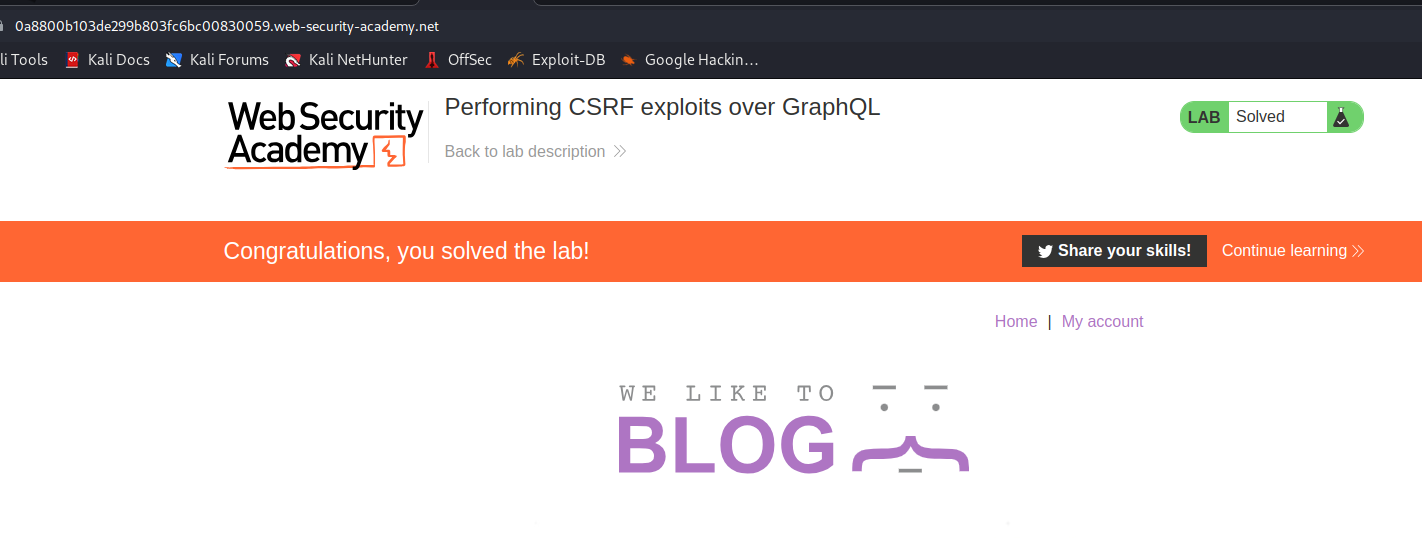 0a8800b103de299b803fc6bc00830059.web-security-academy.net
li Tools Kali Docs Kali Forums Kali NetHunter OffSec Exploit-DB Google Hackin…
Web Security
Academy
Performing CSRF exploits over GraphQL
Back to lab description
LAB Solved
Congratulations, you solved the lab!
Share your skills! Continue learning
Home | My account
WE LIKE TO
BLOG